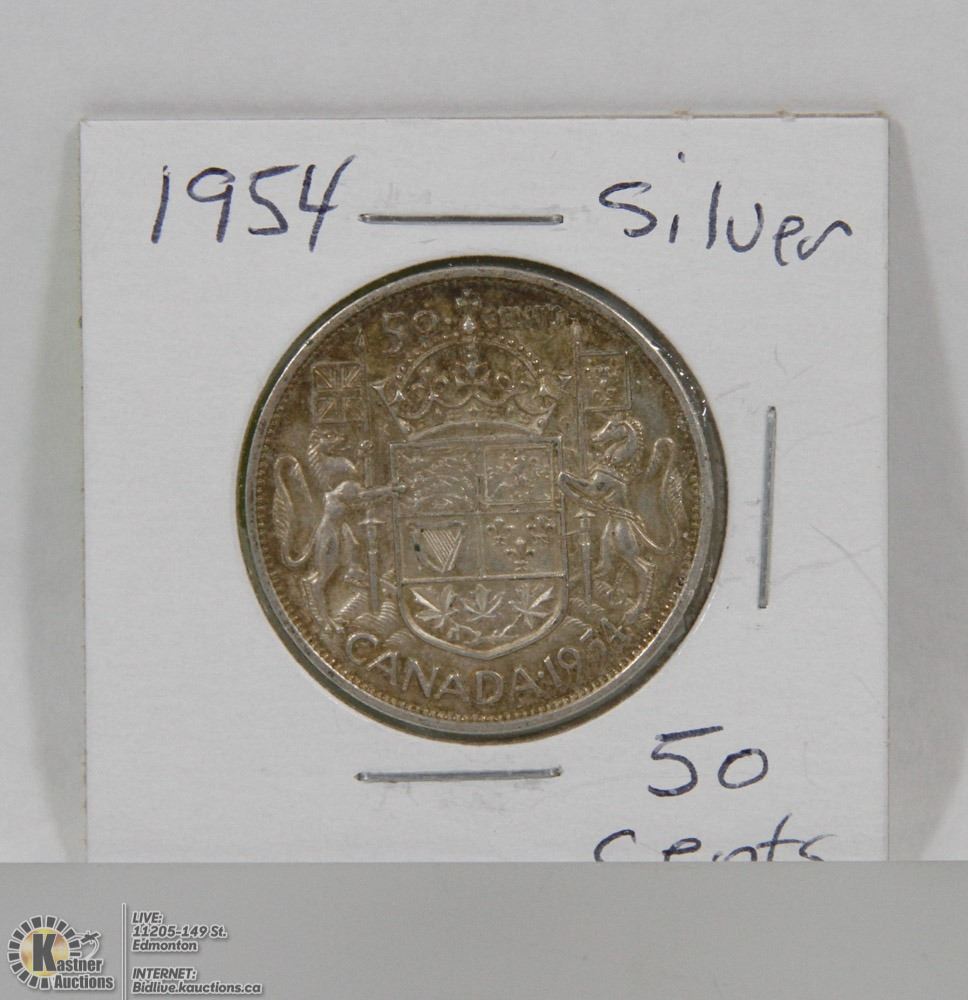 1954 Silver
50 CENTS
CANADA·1954
50
cents
Kastner
Auctions
LIVE:
11205-149 St.
Edmonton
INTERNET:
Bidlive.kauctions.ca